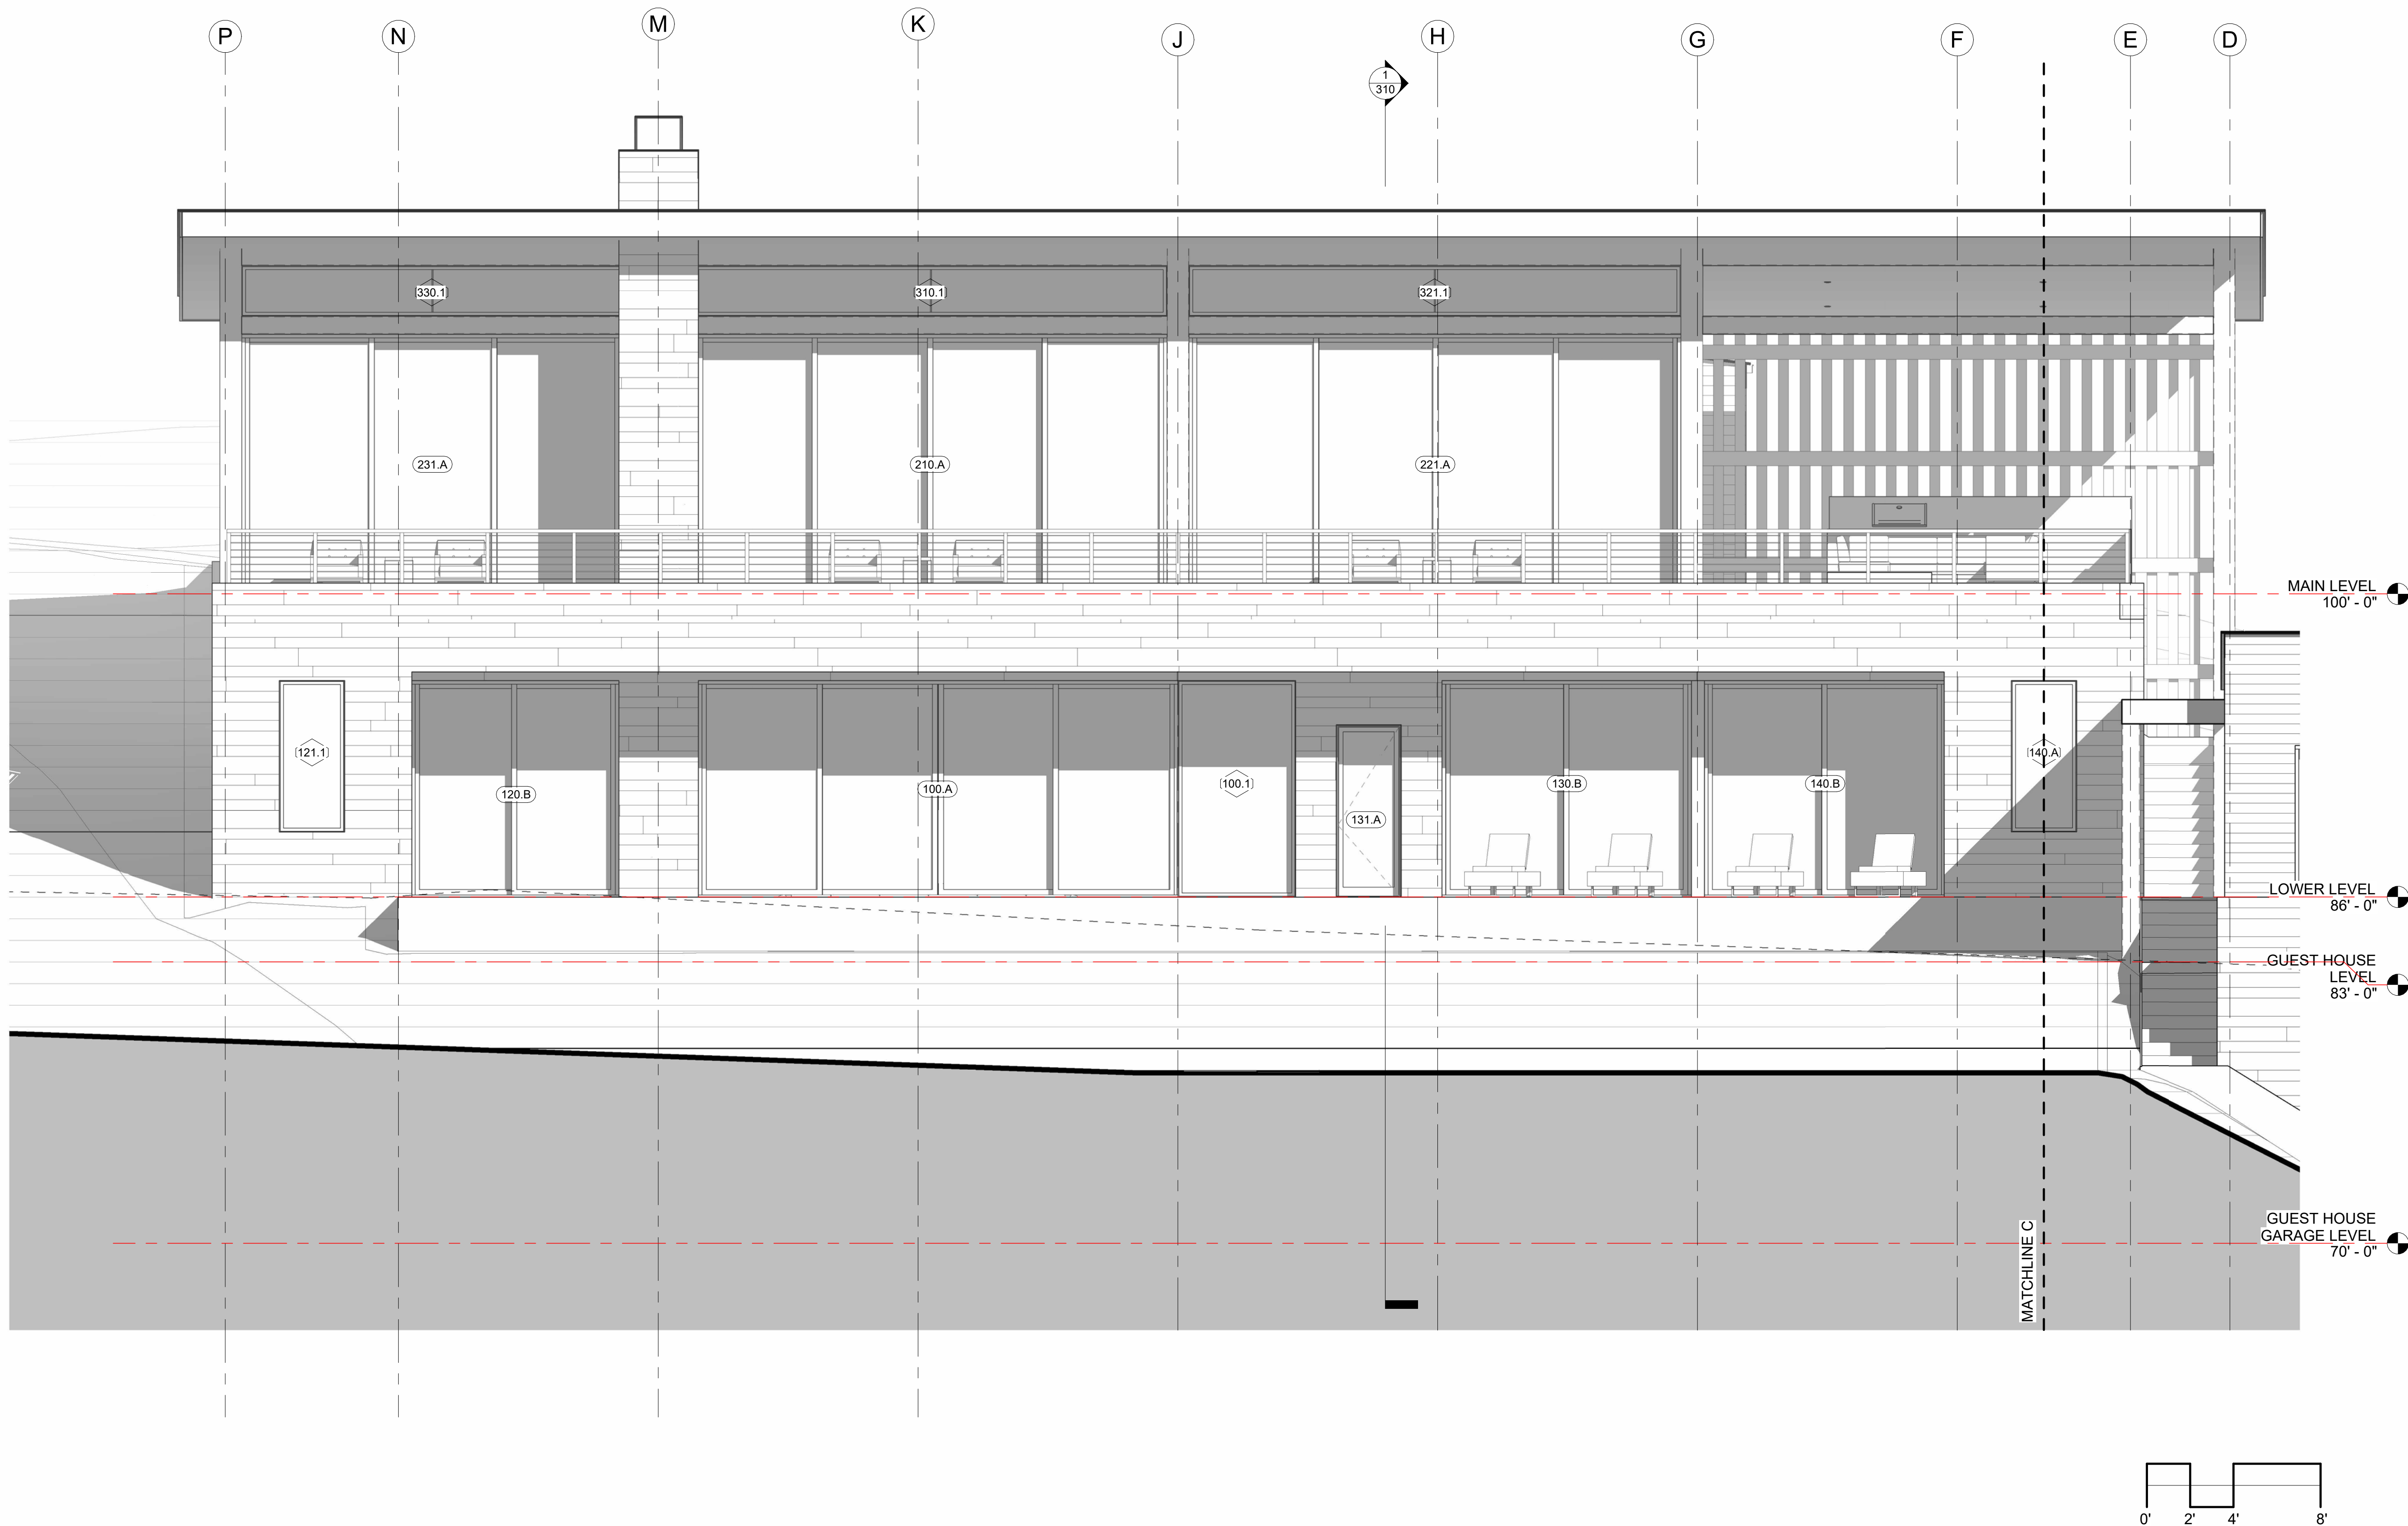 P
N
M
K
J
H
G
F
E
D
1
310
330.1
310.1
321.1
231.A
210.A
221.A
MAIN LEVEL
100' - 0"
121.1
120.B
100.A
100.1
131.A
130.B
140.B
140.A
LOWER LEVEL
86' - 0"
GUEST HOUSE
LEVEL
83' - 0"
GUEST HOUSE
GARAGE LEVEL
70' - 0"
MATCHLINE C
0' 2' 4' 8'